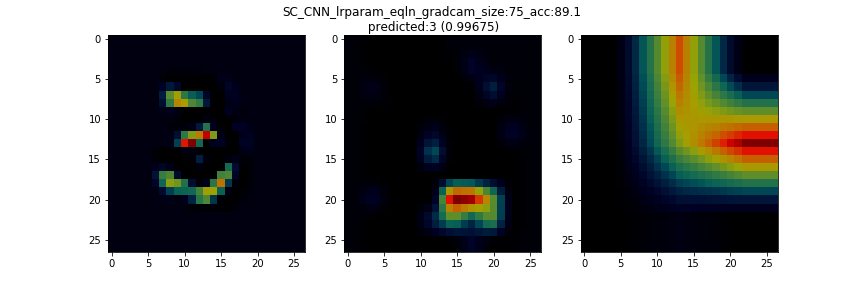 SC_CNN_lrparam_eqln_gradcam_size:75_acc:89.1
predicted:3 (0.99675)
0 0 0
5 5 5
10 10 10
15 15 15
20 20 20
25 25 25
0 5 10 15 20 25 0 5 10 15 20 25 0 5 10 15 20 25